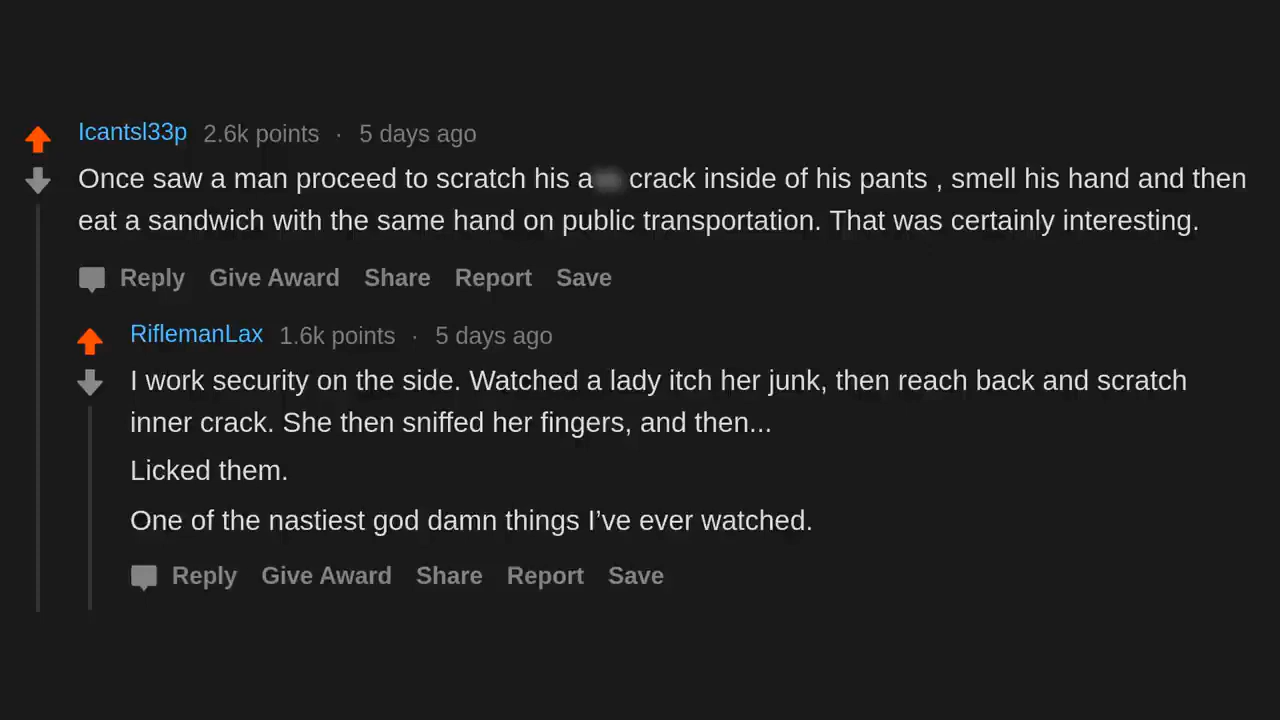 Icantsl33p 2.6k points · 5 days ago
Once saw a man proceed to scratch his a crack inside of his pants , smell his hand and then
eat a sandwich with the same hand on public transportation. That was certainly interesting.
Reply Give Award Share Report Save
RiflemanLax 1.6k points · 5 days ago
I work security on the side. Watched a lady itch her junk, then reach back and scratch
inner crack. She then sniffed her fingers, and then...
Licked them.
One of the nastiest god damn things I’ve ever watched.
Reply Give Award Share Report Save